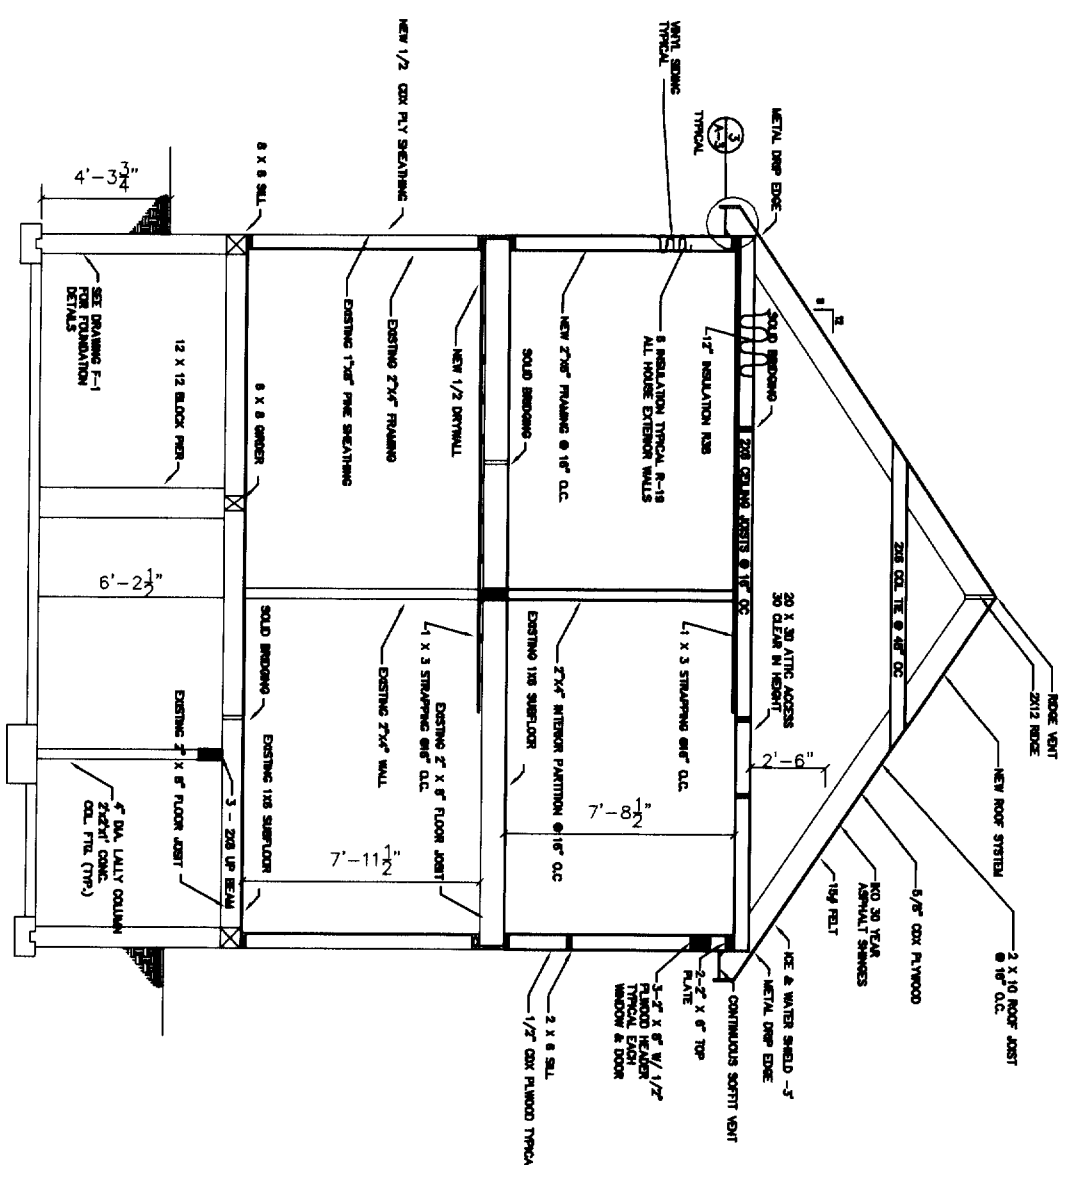 RIDGE VENT
2X12 RIDGE
NEW ROOF SYSTEM
2 X 10 ROOF JOIST
@ 16" O.C.
5/8" CDX PLYWOOD
IKO 30 YEAR
ASPHALT SHINGES
15# FELT
ICE & WATER SHIELD -3'
METAL DRIP EDGE
CONTINUOUS SOFFIT VENT
2-2" X 6" TOP
PLATE
3-2" X 8" W/ 1/2"
PLWOOD HEADER
TYPICAL EACH
WINDOW & DOOR
2 X 6 SILL
1/2" CDX PLWOOD TYPICA
METAL DRIP EDGE
3
A-3
TYPICAL
VINYL SIDING
TYPICAL
NEW 1/2 CDX PLY SHEATHING
8 X 6 SILL
8
12
2X8 COL TIE @ 48" OC
SOLID BRIDGING
2X8 CEILING JOISTS @ 16" OC
20 X 30 ATTIC ACCESS
30 CLEAR IN HEIGHT
2'-6"
12" INSULATION R38
6 INSULATION TYPICAL R-19
ALL HOUSE EXTERIOR WALLS
1 X 3 STRAPPING @16" O.C.
7'-8 1/2"
NEW 2"X6" FRAMING @ 16" O.C.
2"X4" INTERIOR PARTITION @ 16" O.C
SOLID BRIDGING
EXISTING 1X8 SUBFLOOR
NEW 1/2 DRYWALL
EXISTING 2" X 8" FLOOR JOSIT
1 X 3 STRAPPING @16" O.C.
EXISTING 2"X4" FRAMING
EXISTING 2"X4" WALL
EXISTING 1"X8" PINE SHEATHING
7'-11 1/2"
8 X 8 GIRDER
SOLID BRIDGING
EXISTING 1X8 SUBFLOOR
3 - 2X8 UP BEAM
12 X 12 BLOCK PIER
EXISTING 2" X 8" FLOOR JOSIT
6'-2 1/2"
4'-3 3/4"
SEE DRAWING F-1
FOR FOUNDATION
DETAILS
4" DIA. LALLY COLUMN
2'x2'x1' CONC.
COL. FTG. (TYP.)